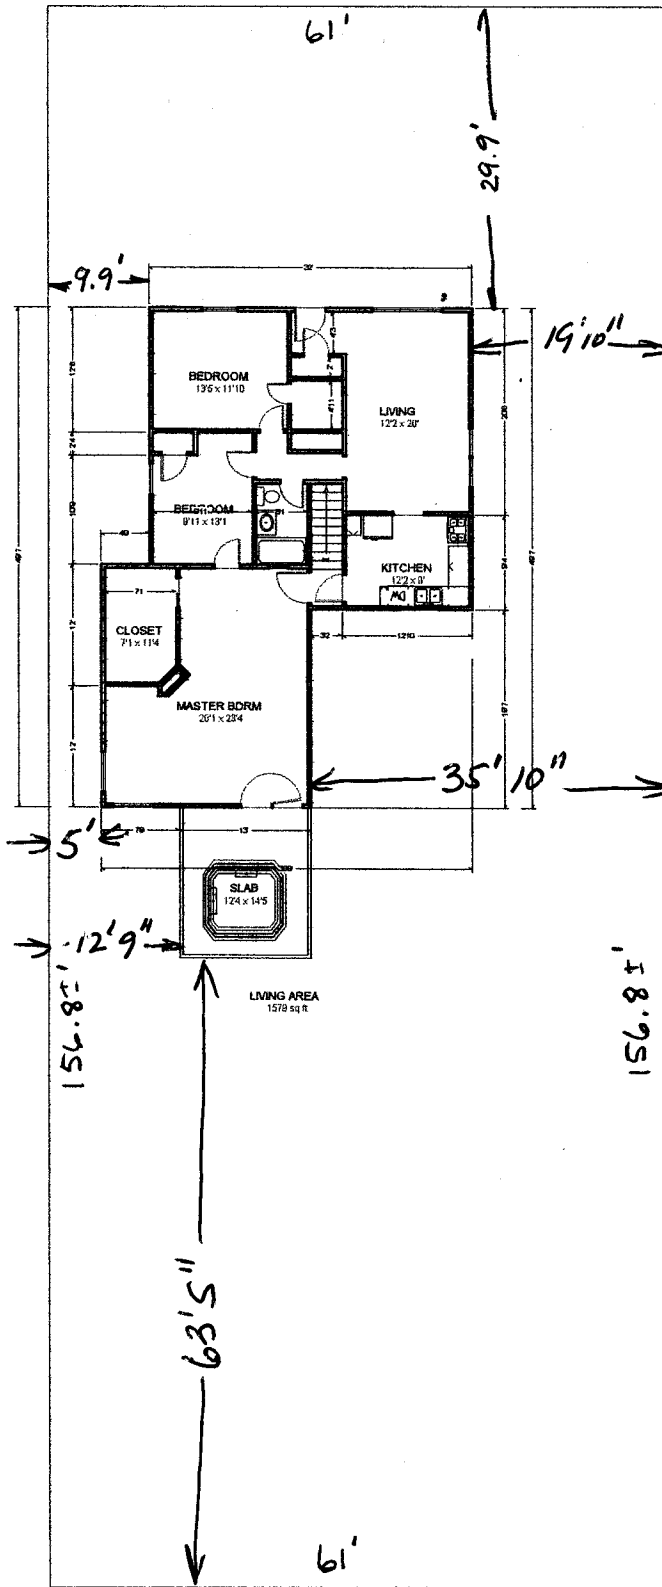 61'
29.9'
9.9'
32'
19'10"
BEDROOM
13'5 x 11'10
LIVING
12'2 x 20'
BEDROOM
9'11 x 13'1
KITCHEN
12'2 x 9'
DW
CLOSET
7'1 x 11'4
MASTER BDRM
20'1 x 23'4
35' 10"
5'
79
13'
SLAB
12'4 x 14'5
12' 9"
LIVING AREA
1579 sq ft
156.8±'
156.8±'
63'5"
61'